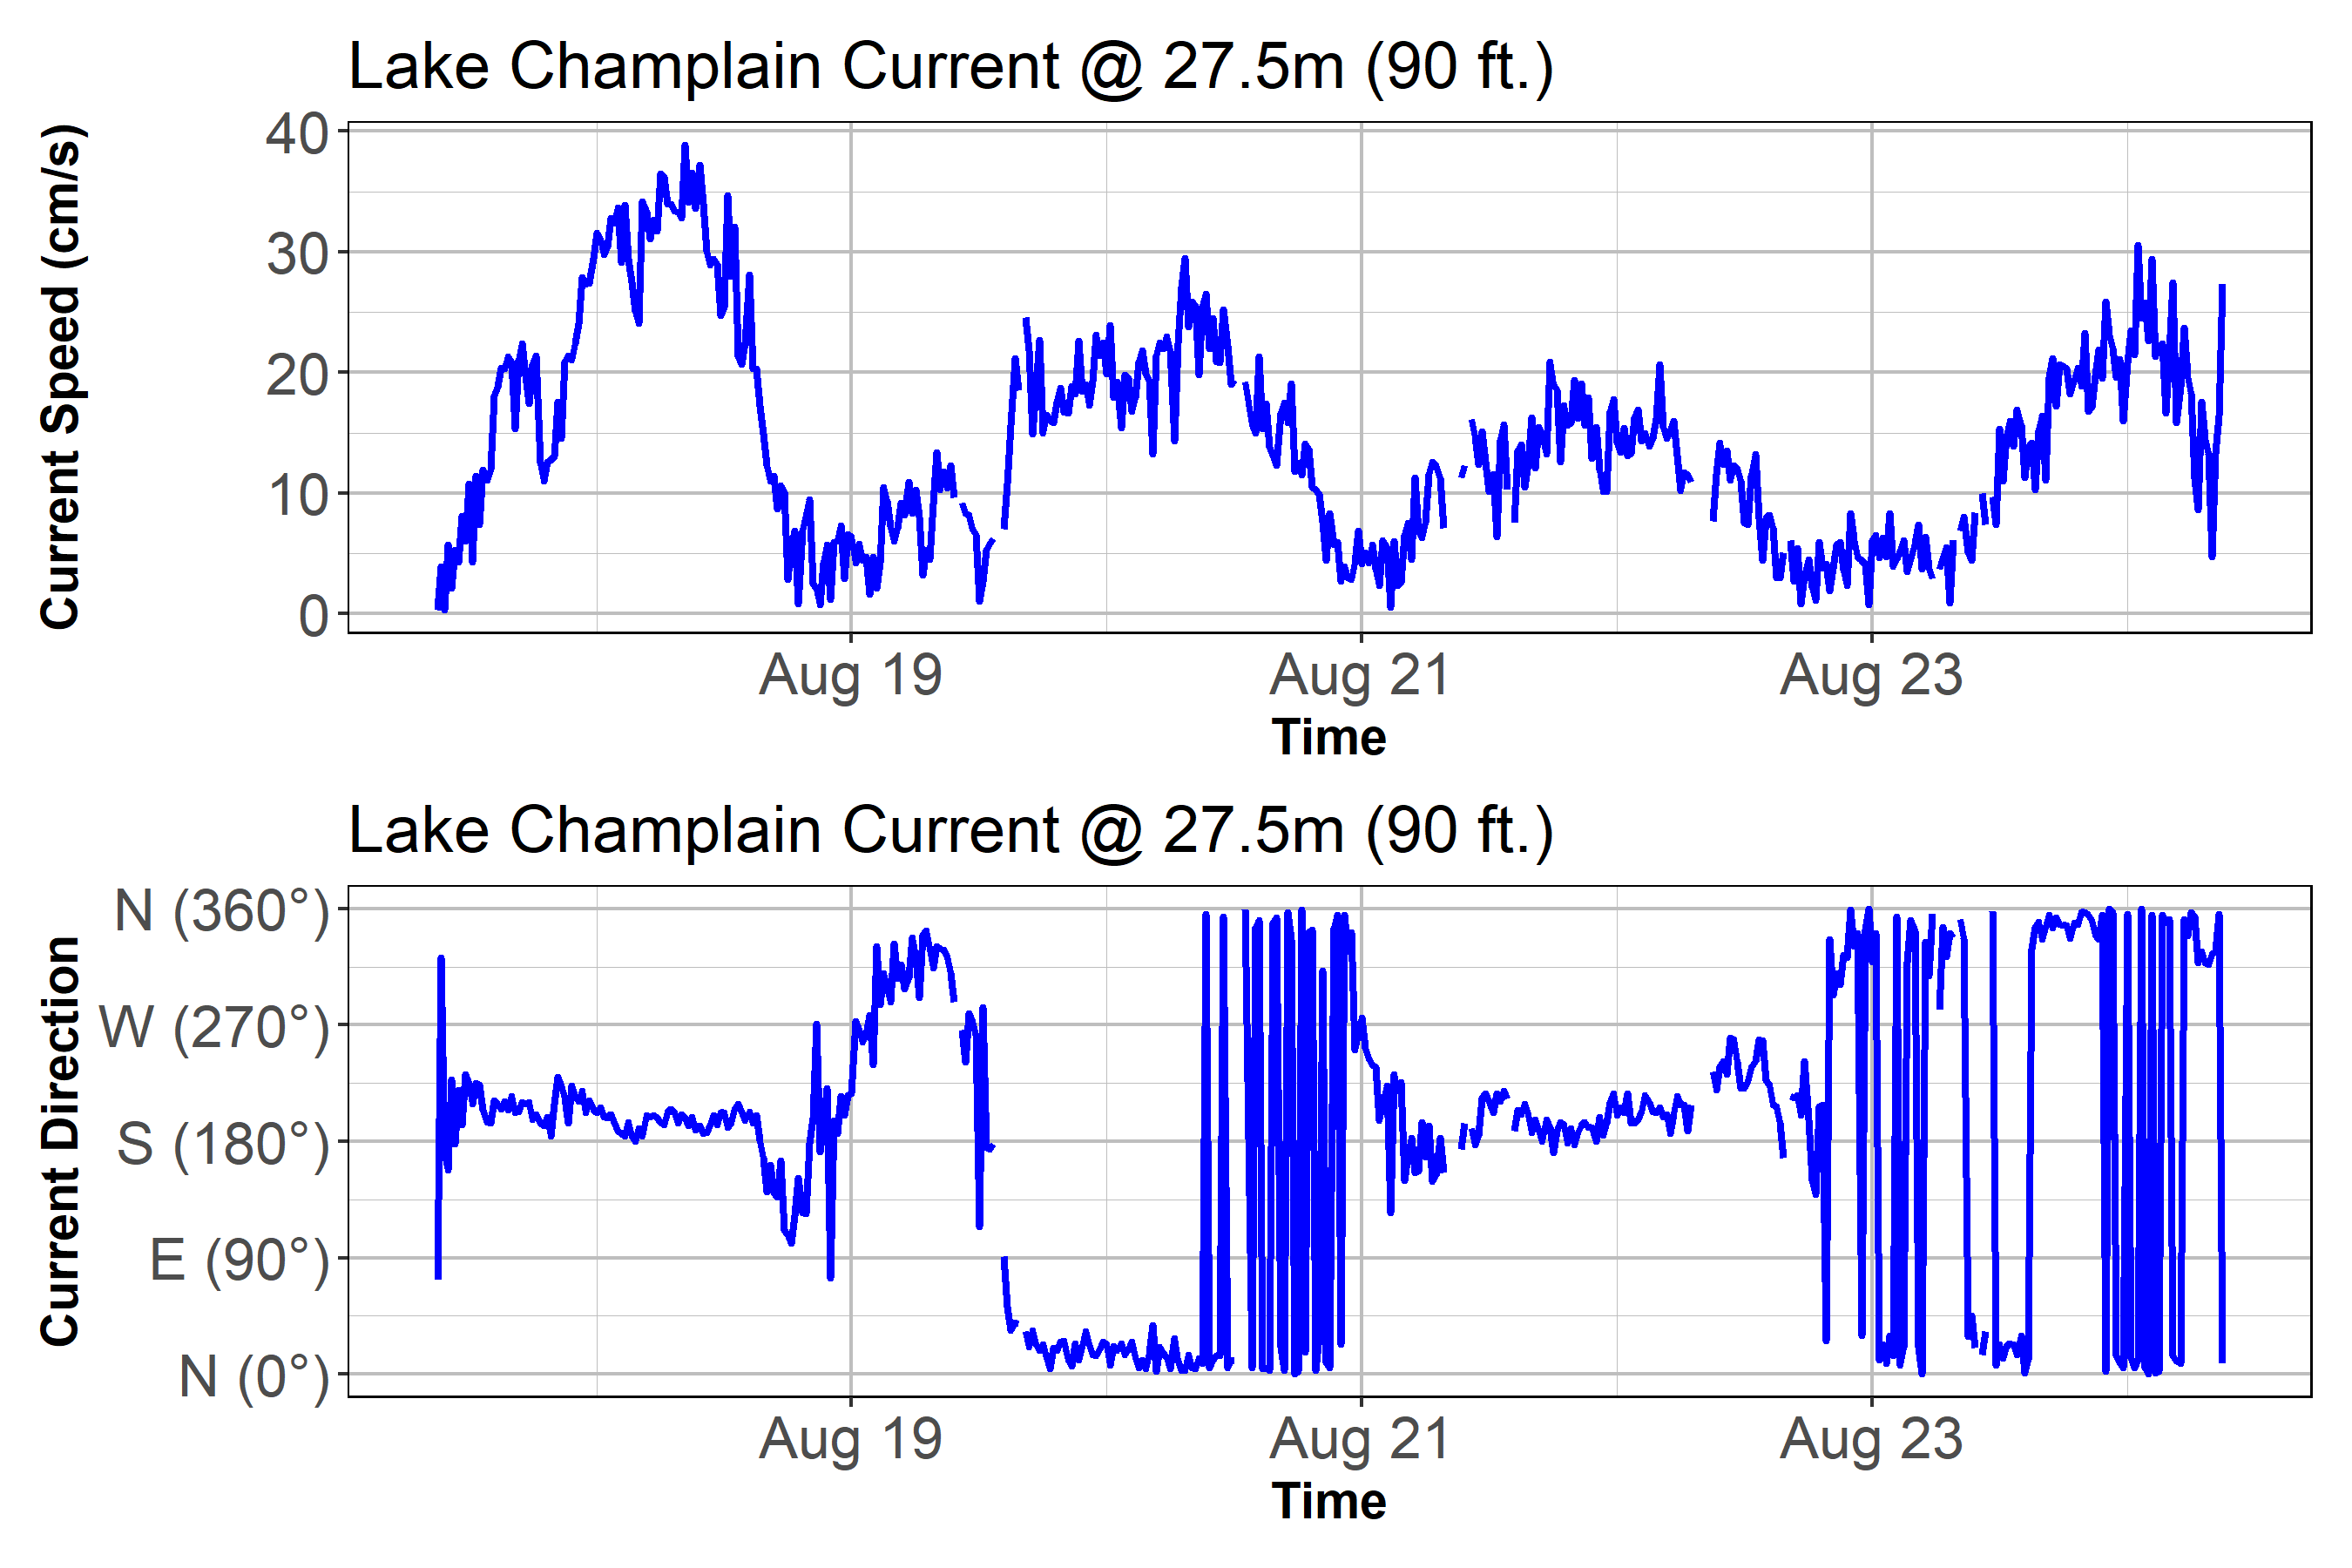 Lake Champlain Current @ 27.5m (90 ft.)
Current Speed (cm/s)
40
30
20
10
0
Aug 19 Aug 21 Aug 23
Time
Lake Champlain Current @ 27.5m (90 ft.)
Current Direction
N (360°)
W (270°)
S (180°)
E (90°)
N (0°)
Aug 19 Aug 21 Aug 23
Time